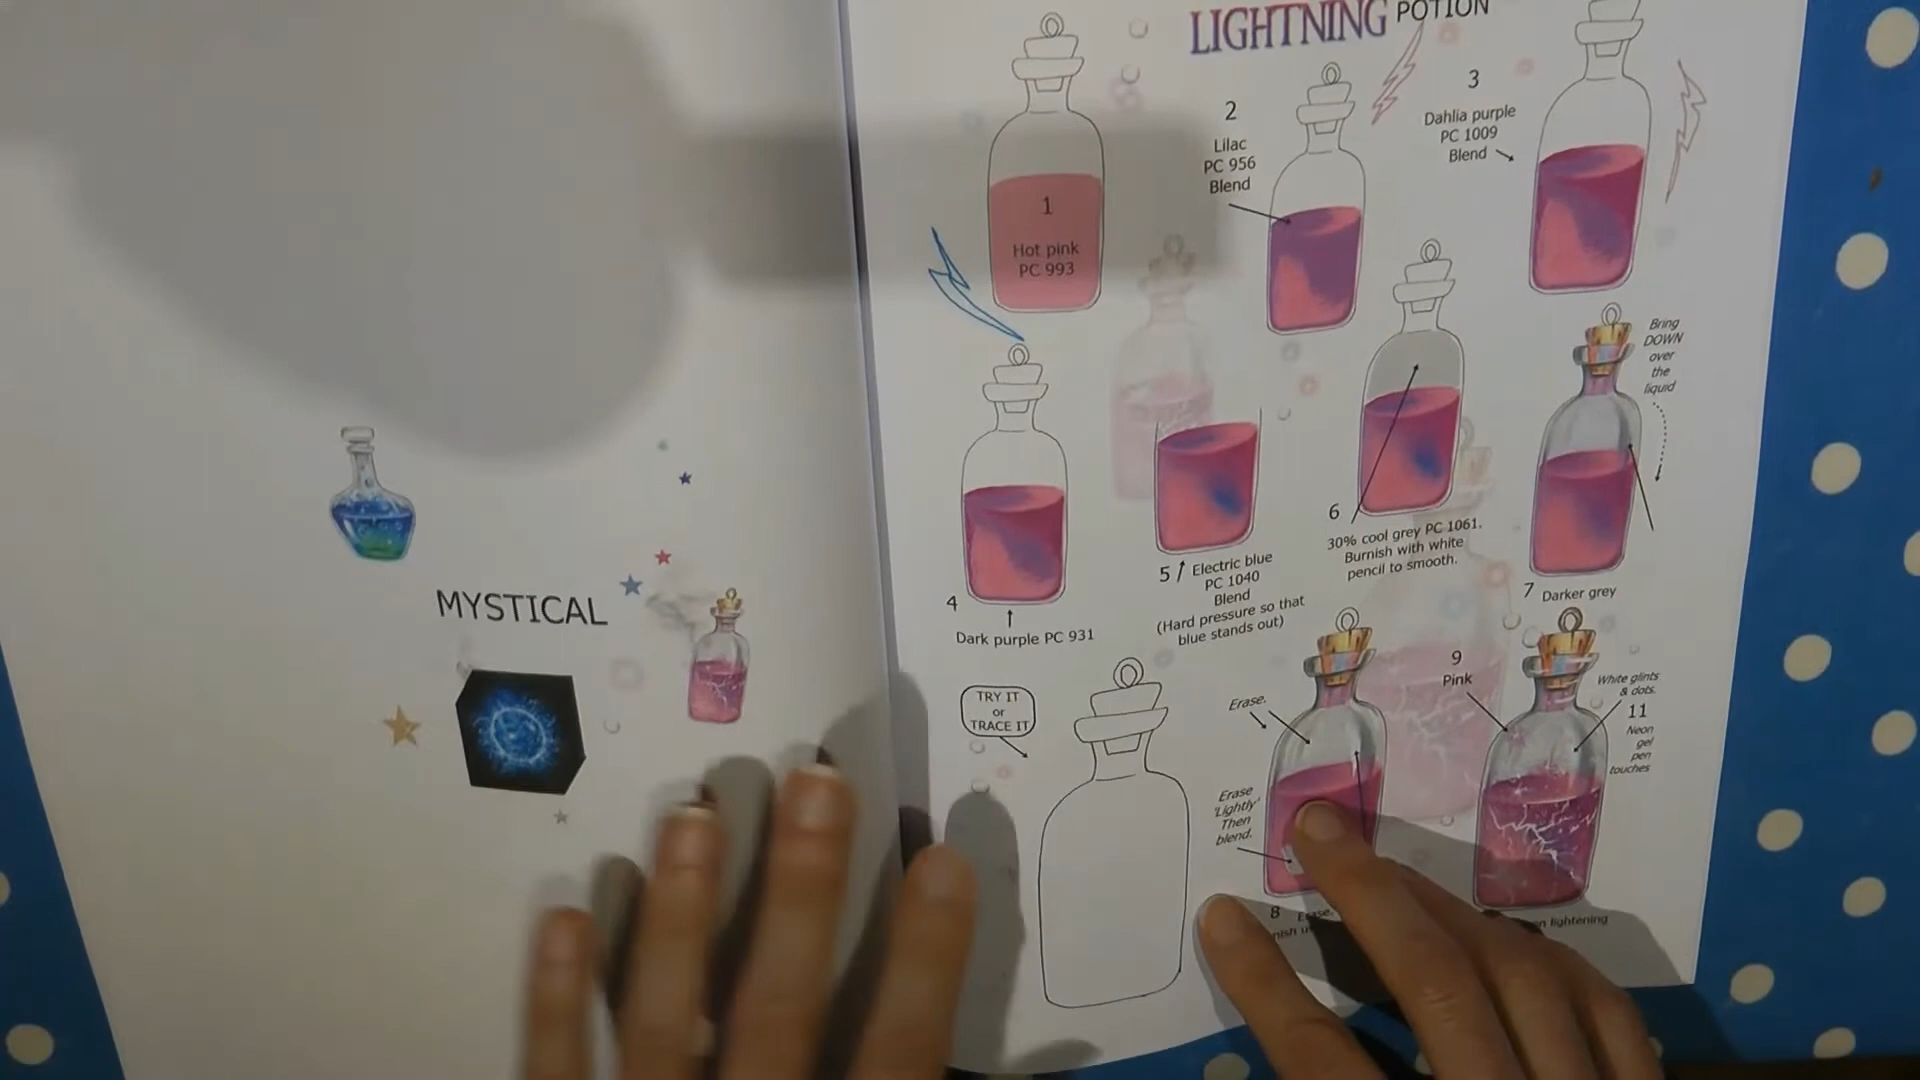 MYSTICAL
LIGHTNING POTION
1
Hot pink
PC 993
2
Lilac
PC 956
Blend
3
Dahlia purple
PC 1009
Blend
4
Dark purple PC 931
5
Electric blue
PC 1040
Blend
(Hard pressure so that
blue stands out)
6
30% cool grey PC 1061.
Burnish with white
pencil to smooth.
Bring
DOWN
over
the
liquid
7 Darker grey
TRY IT
or
TRACE IT
Erase.
Erase
'Lightly'
Then
blend.
8 Erase.
9
Pink
White glints
& dots.
11
Neon
gel
pen
touches
lightening